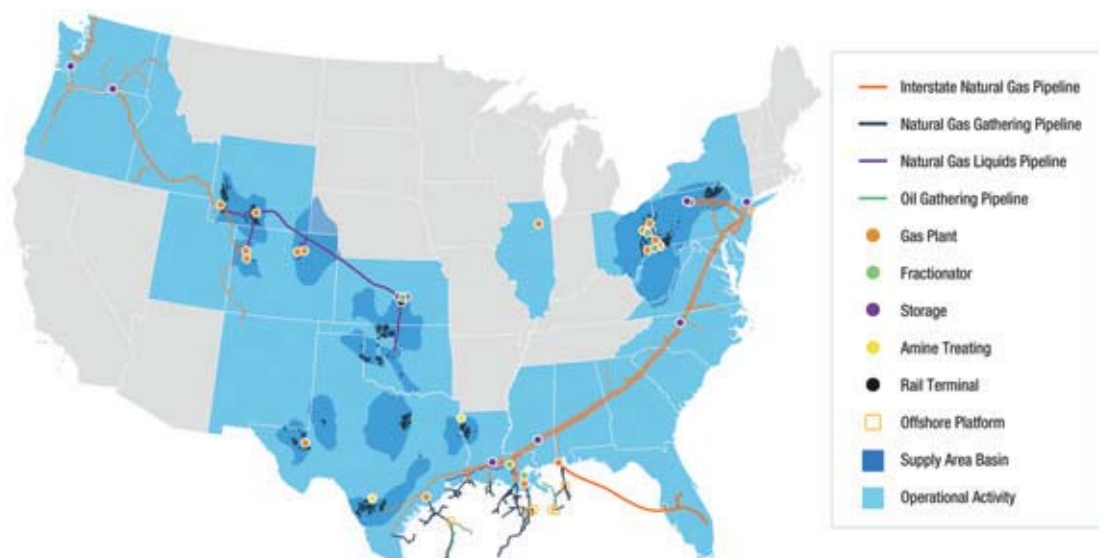 Interstate Natural Gas Pipeline
Natural Gas Gathering Pipeline
Natural Gas Liquids Pipeline
Oil Gathering Pipeline
Gas Plant
Fractionator
Storage
Amine Treating
Rail Terminal
Offshore Platform
Supply Area Basin
Operational Activity